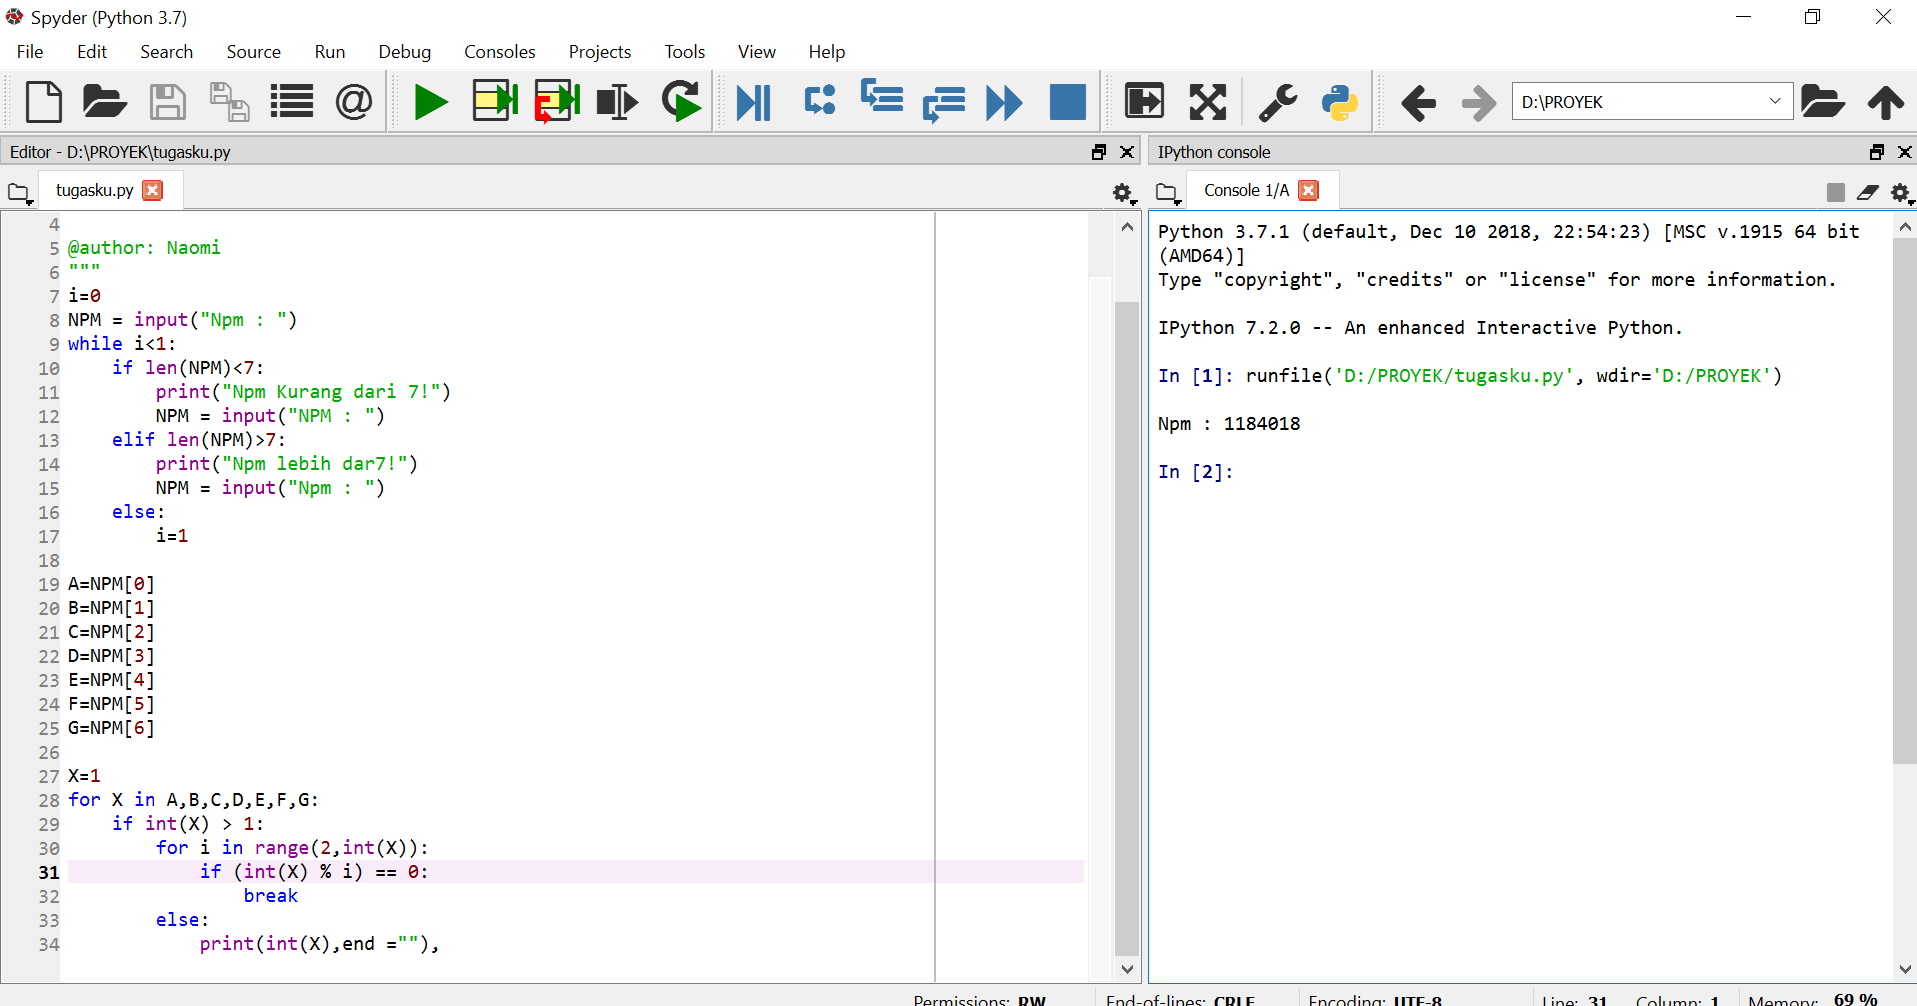 Spyder (Python 3.7)
File Edit Search Source Run Debug Consoles Projects Tools View Help
D:\PROYEK
Editor - D:\PROYEK\tugasku.py
IPython console
tugasku.py
Console 1/A
4
5 @author: Naomi
6 """
7 i=0
8 NPM = input("Npm : ")
9 while i<1:
10     if len(NPM)<7:
11         print("Npm Kurang dari 7!")
12         NPM = input("NPM : ")
13     elif len(NPM)>7:
14         print("Npm lebih dar7!")
15         NPM = input("Npm : ")
16     else:
17         i=1
18
19 A=NPM[0]
20 B=NPM[1]
21 C=NPM[2]
22 D=NPM[3]
23 E=NPM[4]
24 F=NPM[5]
25 G=NPM[6]
26
27 X=1
28 for X in A,B,C,D,E,F,G:
29     if int(X) > 1:
30         for i in range(2,int(X)):
31             if (int(X) % i) == 0:
32                 break
33         else:
34             print(int(X),end =""),
Python 3.7.1 (default, Dec 10 2018, 22:54:23) [MSC v.1915 64 bit
(AMD64)]
Type "copyright", "credits" or "license" for more information.
IPython 7.2.0 -- An enhanced Interactive Python.
In [1]: runfile('D:/PROYEK/tugasku.py', wdir='D:/PROYEK')
Npm : 1184018
In [2]:
Permissions: RW End-of-lines: CRLF Encoding: UTF-8 Line: 31 Column: 1 Memory: 69 %